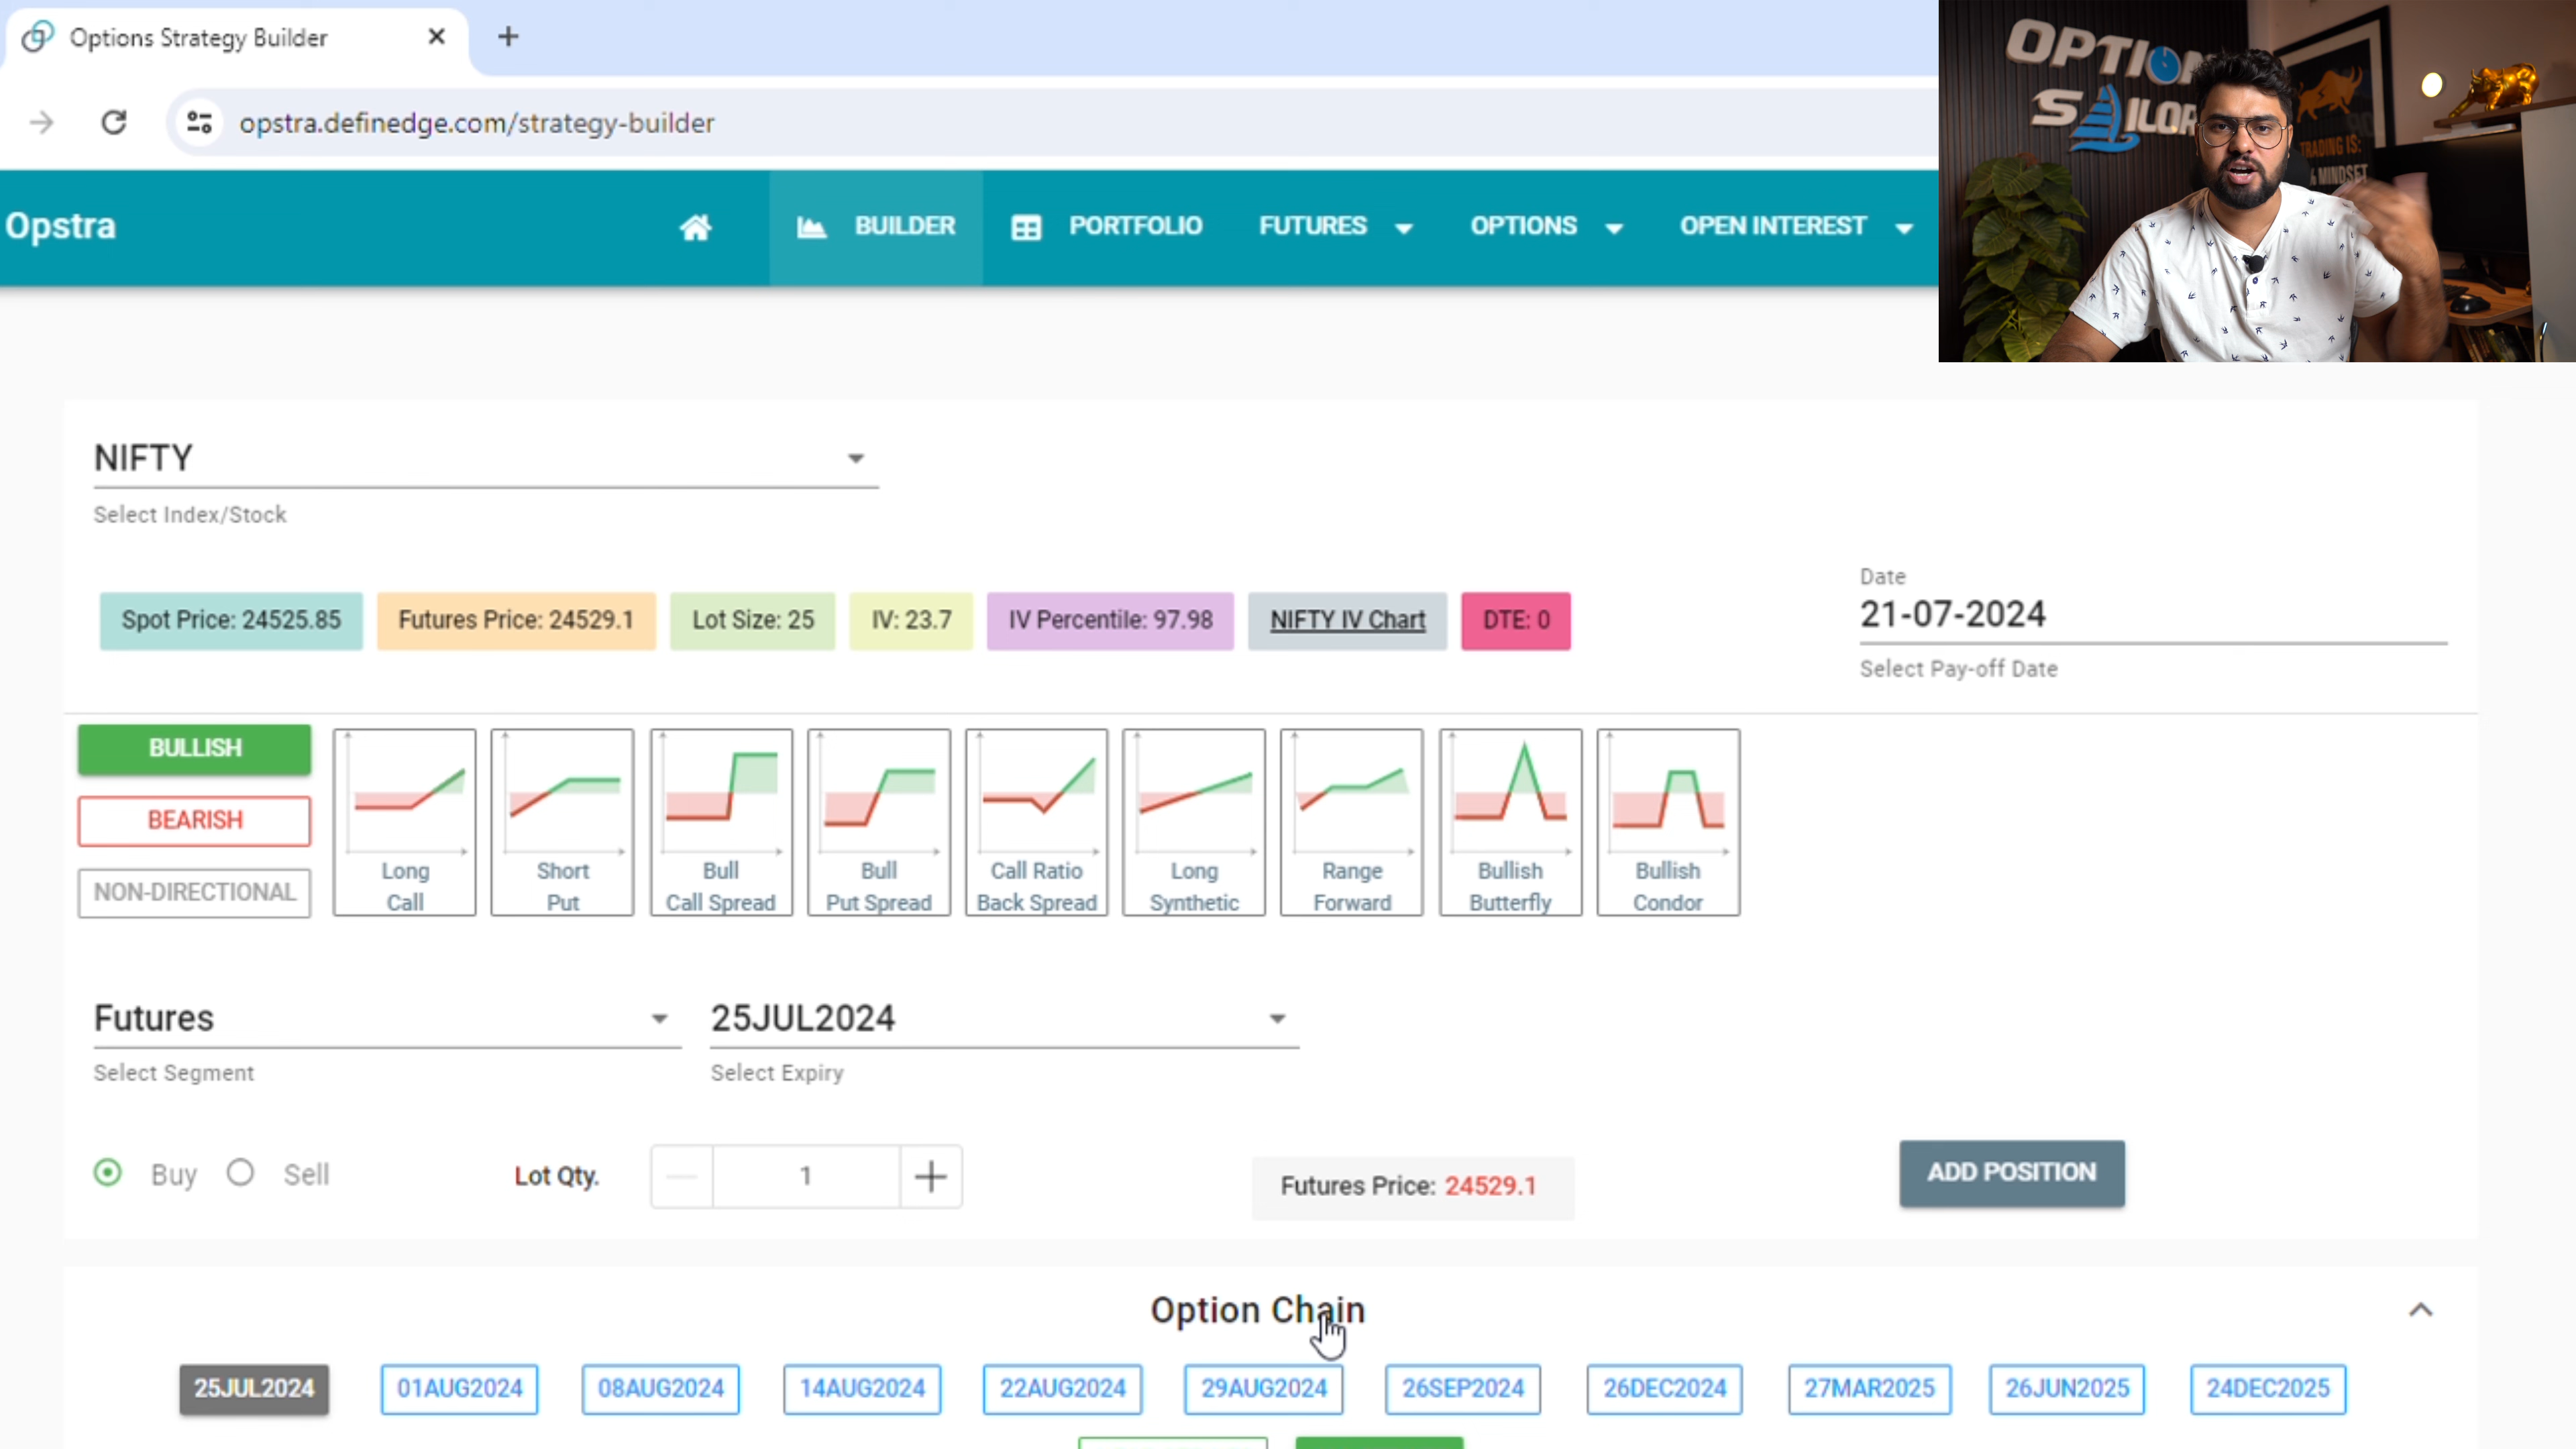 Options Strategy Builder
opstra.definedge.com/strategy-builder
OPTION
SAILOR
TRADING IS:
MINDSET
Opstra
BUILDER
PORTFOLIO
FUTURES
OPTIONS
OPEN INTEREST
NIFTY
Select Index/Stock
Spot Price: 24525.85
Futures Price: 24529.1
Lot Size: 25
IV: 23.7
IV Percentile: 97.98
NIFTY IV Chart
DTE: 0
Date
21-07-2024
Select Pay-off Date
BULLISH
BEARISH
NON-DIRECTIONAL
Long
Call
Short
Put
Bull
Call Spread
Bull
Put Spread
Call Ratio
Back Spread
Long
Synthetic
Range
Forward
Bullish
Butterfly
Bullish
Condor
Futures
Select Segment
25JUL2024
Select Expiry
Buy
Sell
Lot Qty.
1
Futures Price: 24529.1
ADD POSITION
Option Chain
25JUL2024
01AUG2024
08AUG2024
14AUG2024
22AUG2024
29AUG2024
26SEP2024
26DEC2024
27MAR2025
26JUN2025
24DEC2025